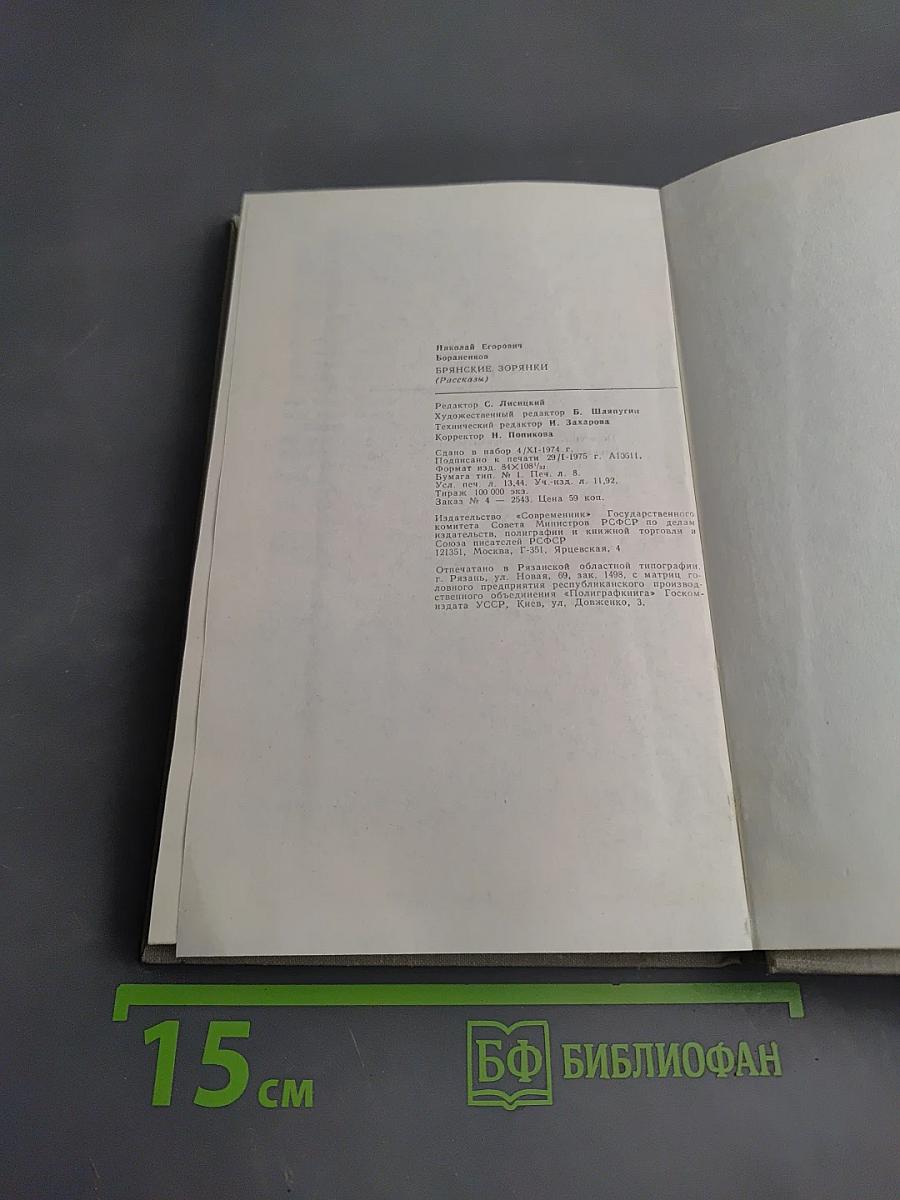 Николай Егорович
Бораненков
БРЯНСКИЕ ЗОРЯНКИ
(Рассказы)
Редактор С. Лисицкий
Художественный редактор Б. Шляпугин
Технический редактор И. Захарова
Корректор Н. Попикова
Сдано в набор 4/XI-1974 г.
Подписано к печати 29/I-1975 г. А10611.
Формат изд. 84×108¹/₃₂.
Бумага тип. № 1. Печ. л. 8.
Усл. печ. л. 13,44. Уч.-изд. л. 11,92.
Тираж 100 000 экз.
Заказ № 4 — 2543. Цена 59 коп.
Издательство «Современник» Государственного
комитета Совета Министров РСФСР по делам
издательств, полиграфии и книжной торговли и
Союза писателей РСФСР
121351, Москва, Г-351, Ярцевская, 4
Отпечатано в Рязанской областной типографии,
г. Рязань, ул. Новая, 69, зак. 1498, с матриц го-
ловного предприятия республиканского производ-
ственного объединения «Полиграфкнига» Госком-
издата УССР, Киев, ул. Довженко, 3.
15 см
БФ БИБЛИОФАН